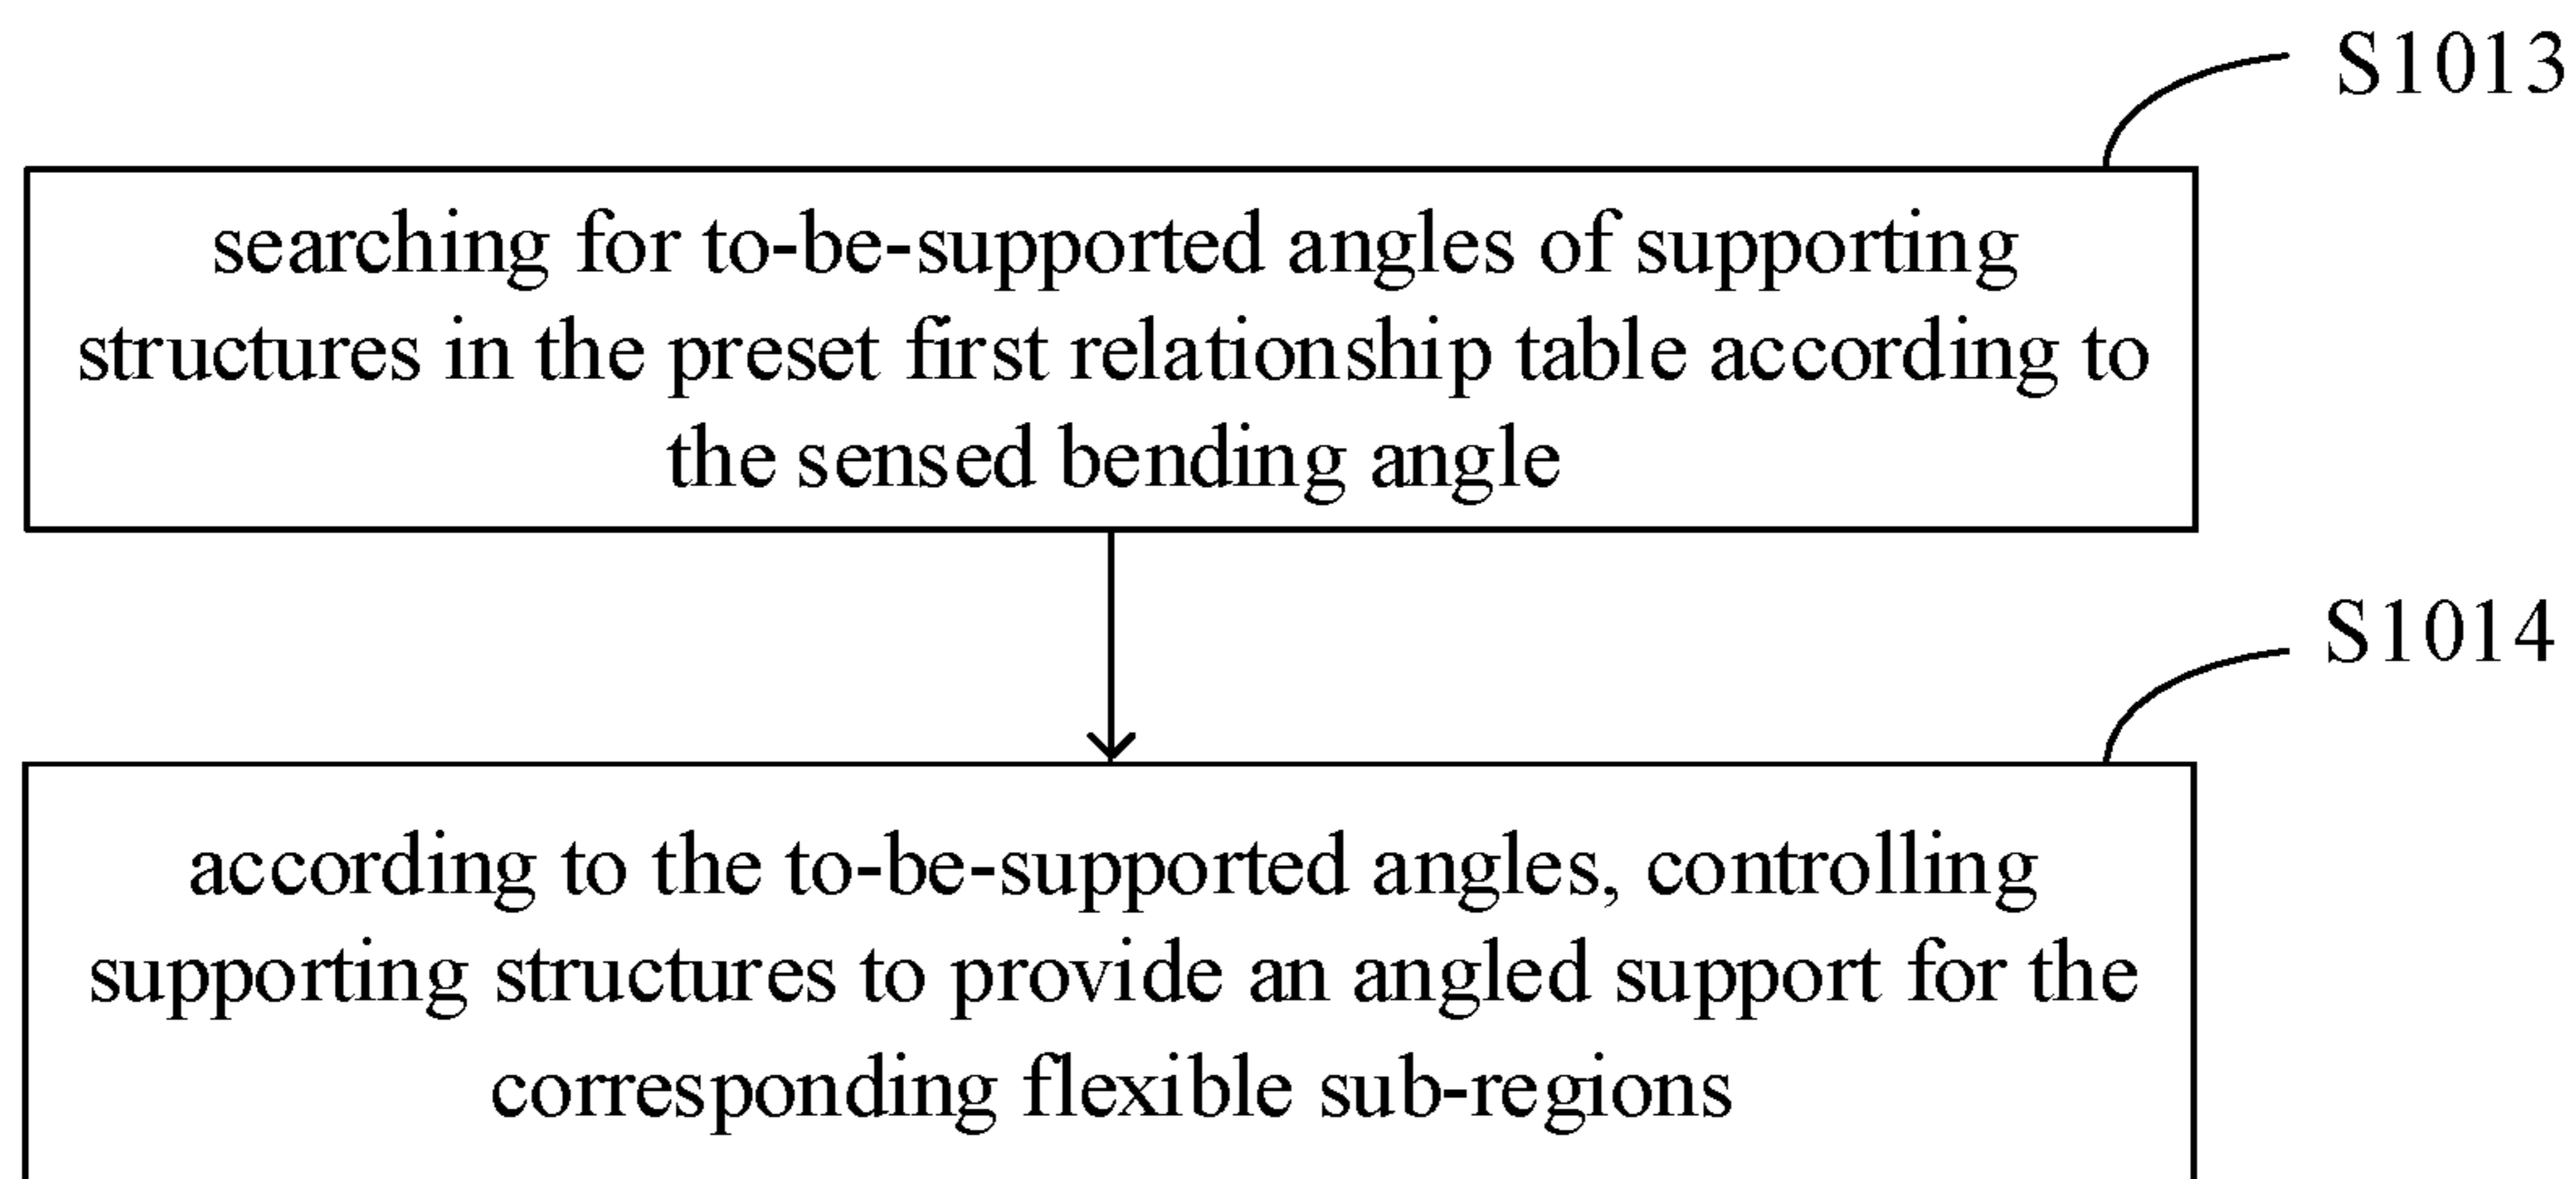 S1013
searching for to-be-supported angles of supporting
structures in the preset first relationship table according to
the sensed bending angle
S1014
according to the to-be-supported angles, controlling
supporting structures to provide an angled support for the
corresponding flexible sub-regions